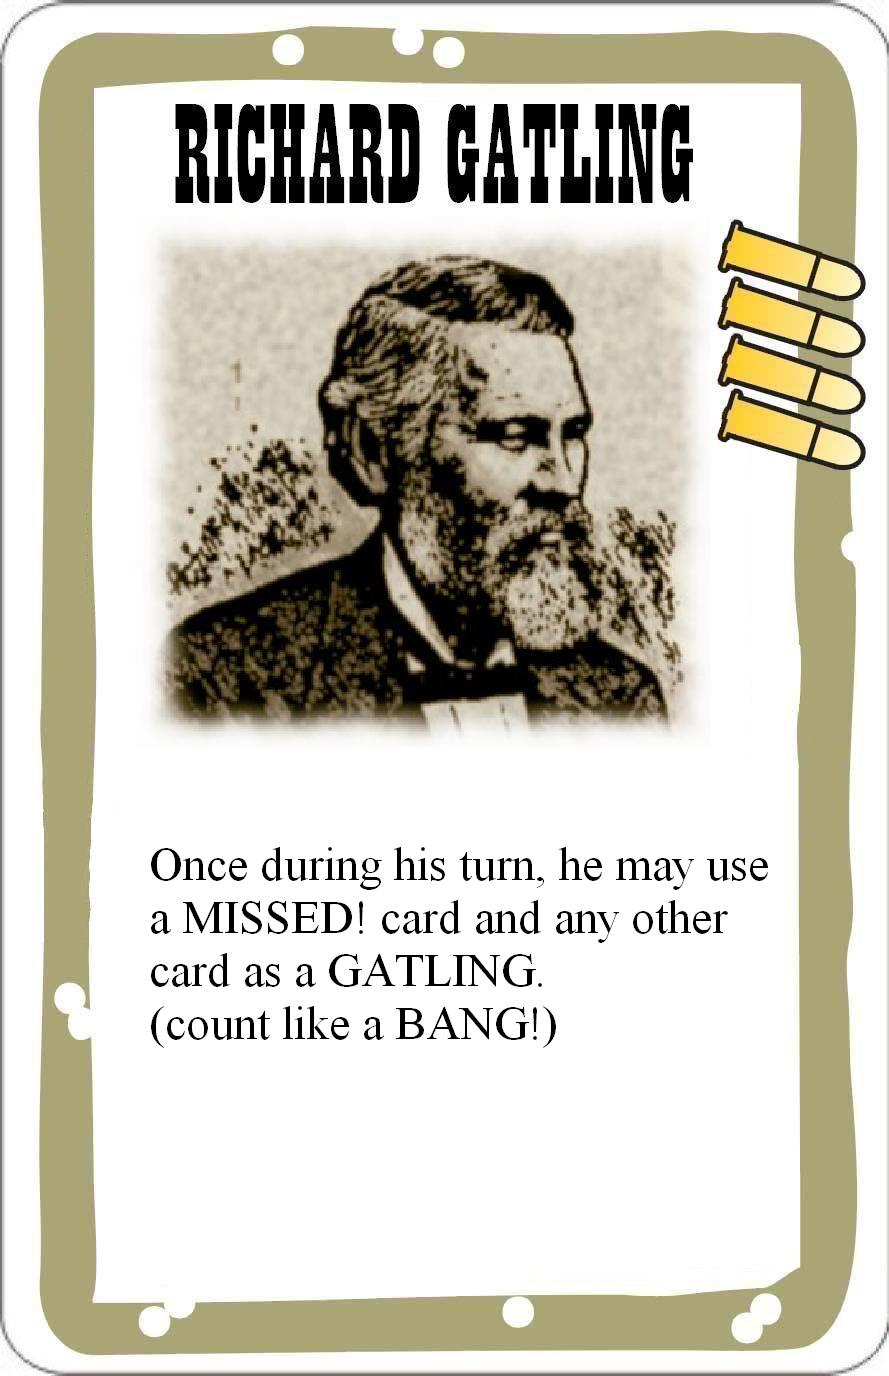 RICHARD GATLING
Once during his turn, he may use
a MISSED! card and any other
card as a GATLING.
(count like a BANG!)